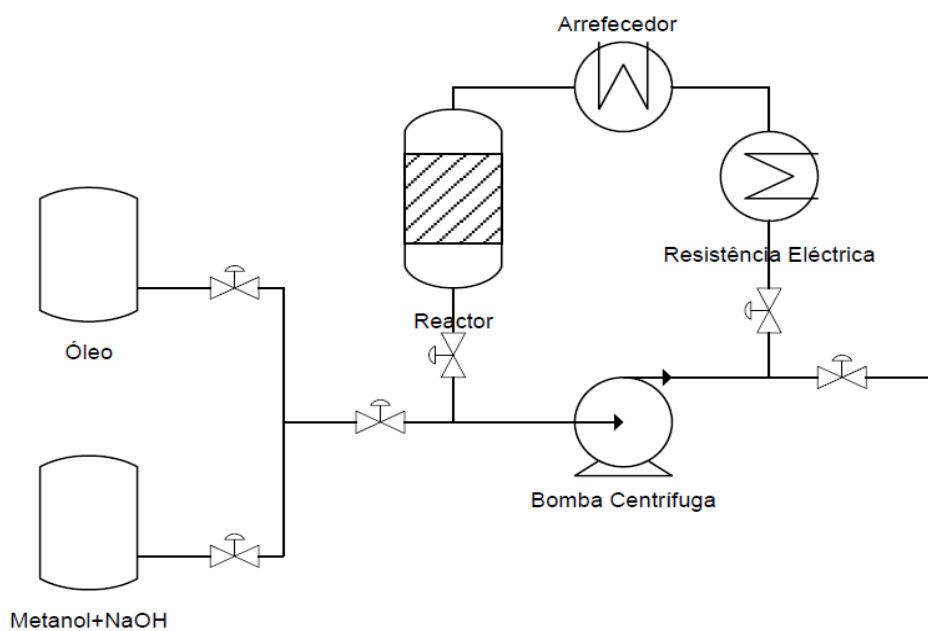 Arrefecedor
Resistência Eléctrica
Reactor
Óleo
Bomba Centrífuga
Metanol+NaOH